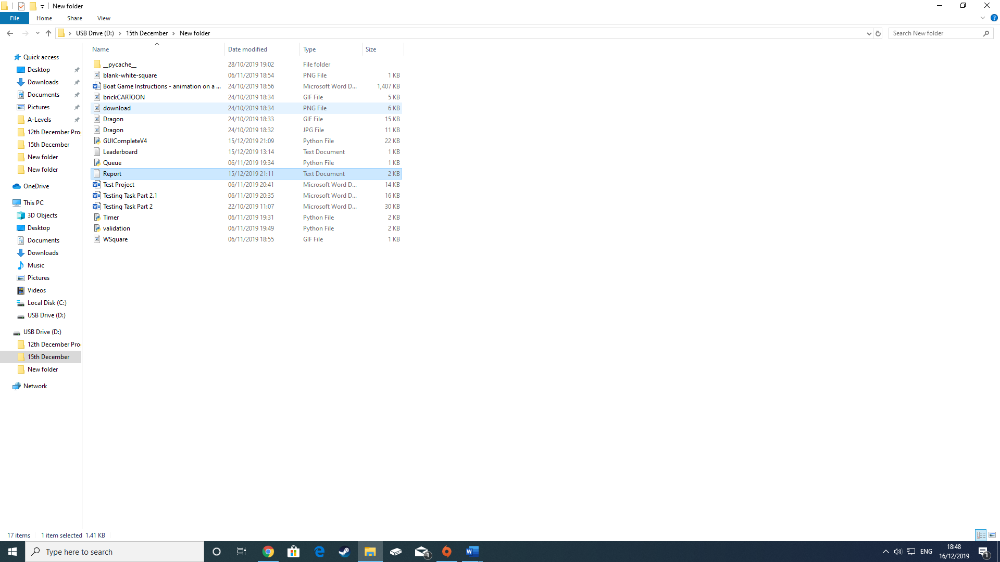 New folder
File Home Share View
USB Drive (D:) 15th December New folder
Search New folder
Name Date modified Type Size
Quick access
Desktop
Downloads
Documents
Pictures
A-Levels
12th December Prog
15th December
New folder
New folder
OneDrive
This PC
3D Objects
Desktop
Documents
Downloads
Music
Pictures
Videos
Local Disk (C:)
USB Drive (D:)
USB Drive (D:)
12th December Prog
15th December
New folder
Network
__pycache__ 28/10/2019 19:02 File folder
blank-white-square 06/11/2019 18:54 PNG File 1 KB
Boat Game Instructions - animation on a ... 24/10/2019 18:56 Microsoft Word D... 1,407 KB
brickCARTOON 24/10/2019 18:34 GIF File 5 KB
download 24/10/2019 18:34 PNG File 6 KB
Dragon 24/10/2019 18:33 GIF File 15 KB
Dragon 24/10/2019 18:32 JPG File 11 KB
GUICompleteV4 15/12/2019 21:09 Python File 22 KB
Leaderboard 15/12/2019 13:14 Text Document 1 KB
Queue 06/11/2019 19:34 Python File 1 KB
Report 15/12/2019 21:11 Text Document 2 KB
Test Project 06/11/2019 20:41 Microsoft Word D... 14 KB
Testing Task Part 2.1 06/11/2019 20:35 Microsoft Word D... 16 KB
Testing Task Part 2 22/10/2019 11:07 Microsoft Word D... 30 KB
Timer 06/11/2019 19:31 Python File 2 KB
validation 06/11/2019 19:49 Python File 2 KB
WSquare 06/11/2019 18:55 GIF File 1 KB
17 items 1 item selected 1.41 KB
Type here to search
1
ENG
18:48
16/12/2019
1